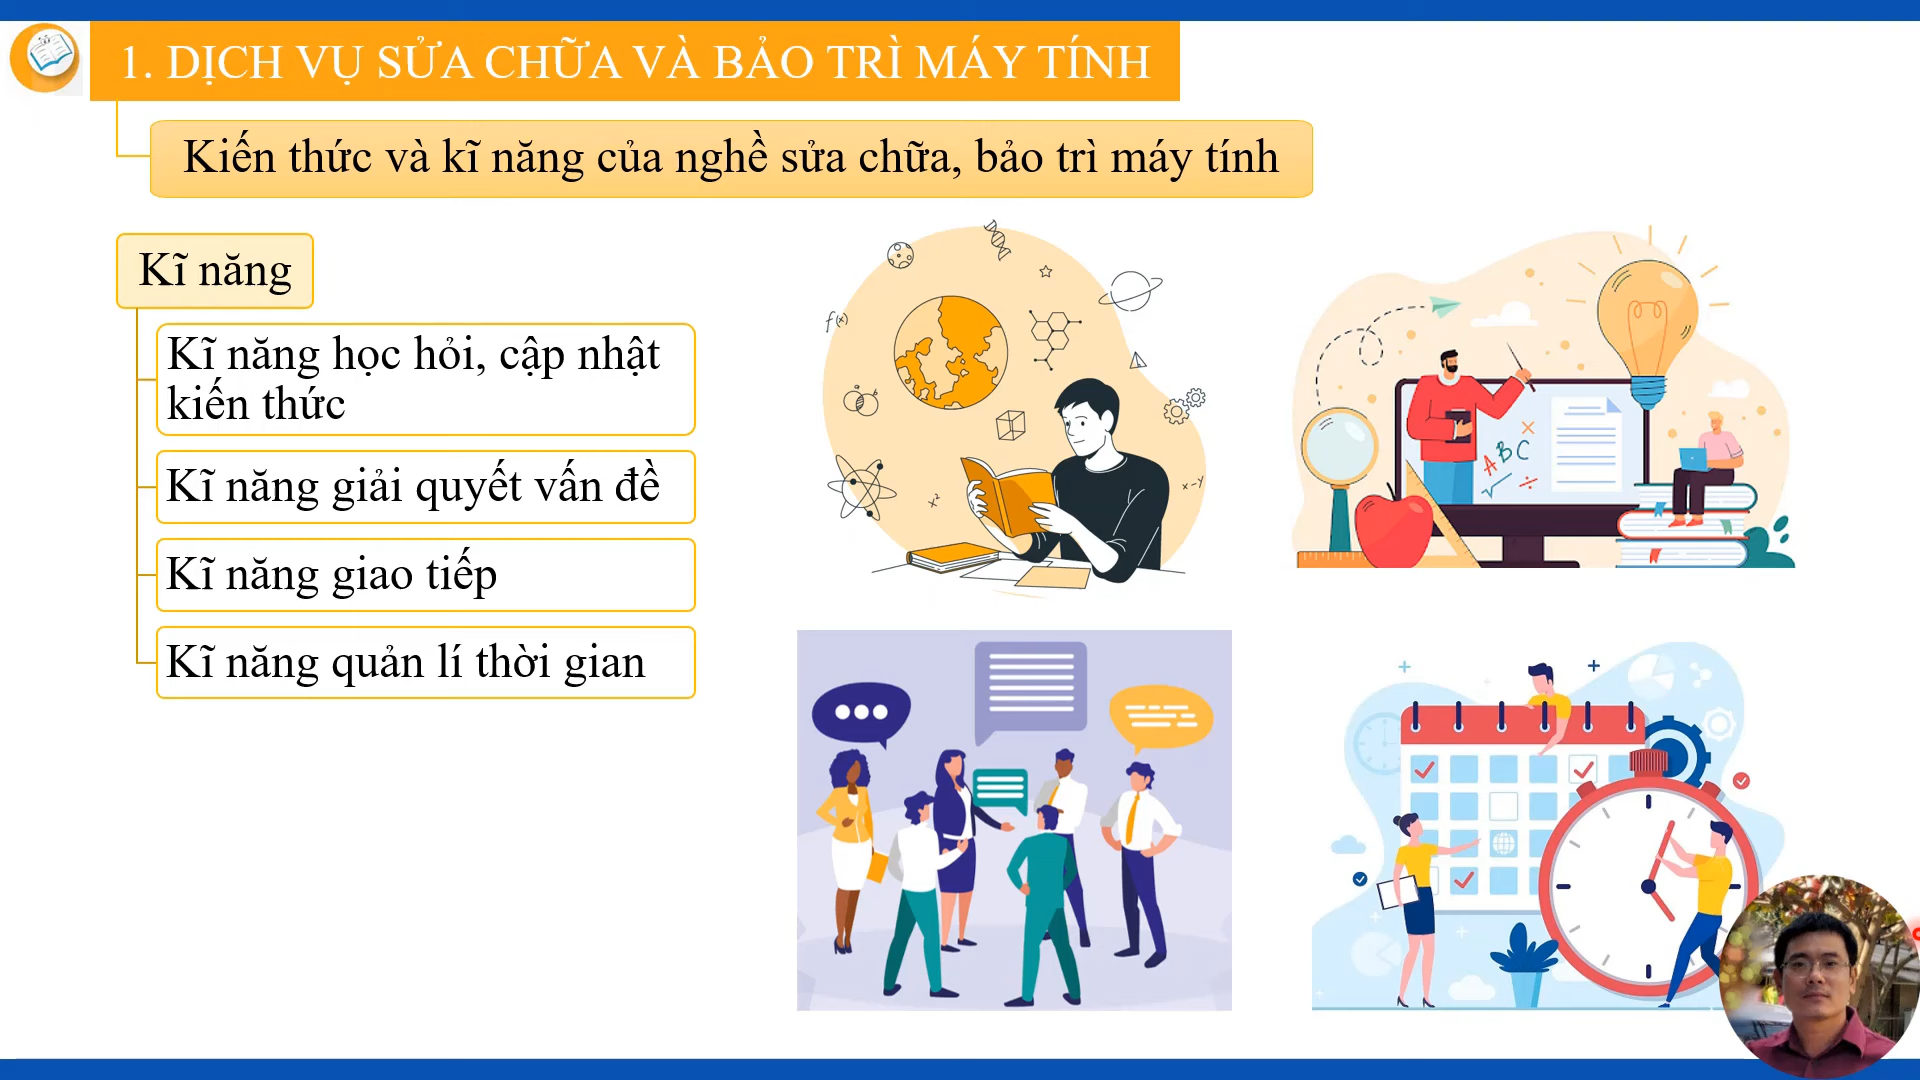 1. DỊCH VỤ SỬA CHỮA VÀ BẢO TRÌ MÁY TÍNH
Kiến thức và kĩ năng của nghề sửa chữa, bảo trì máy tính
Kĩ năng
Kĩ năng học hỏi, cập nhật
kiến thức
Kĩ năng giải quyết vấn đề
Kĩ năng giao tiếp
Kĩ năng quản lí thời gian
f(x)
x²
x-y
ABC